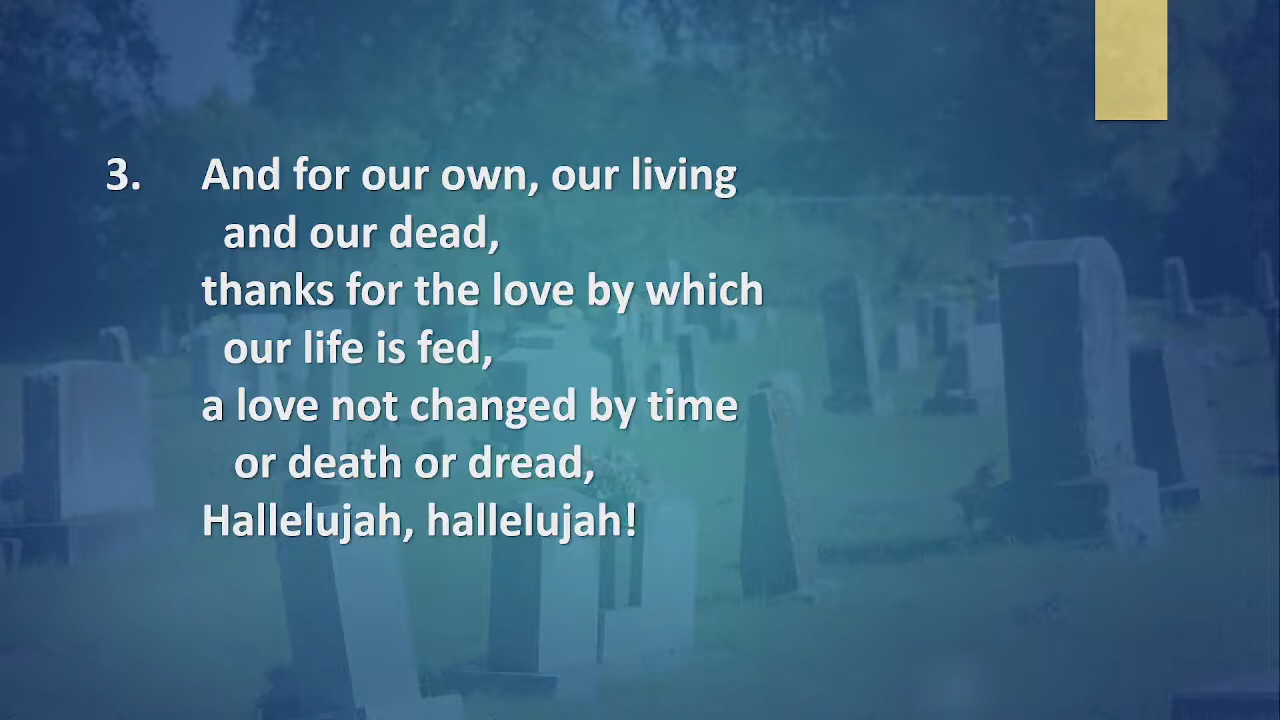 3. And for our own, our living
and our dead,
thanks for the love by which
our life is fed,
a love not changed by time
or death or dread,
Hallelujah, hallelujah!